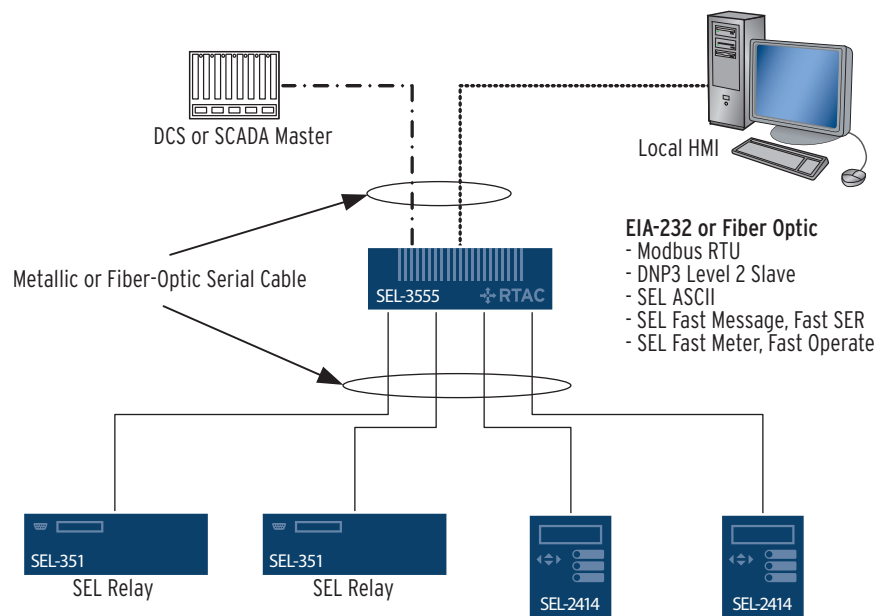 DCS or SCADA Master
Local HMI
EIA-232 or Fiber Optic
- Modbus RTU
- DNP3 Level 2 Slave
- SEL ASCII
- SEL Fast Message, Fast SER
- SEL Fast Meter, Fast Operate
Metallic or Fiber-Optic Serial Cable
SEL-3555 RTAC
SEL-351
SEL Relay
SEL-351
SEL Relay
SEL-2414
SEL-2414